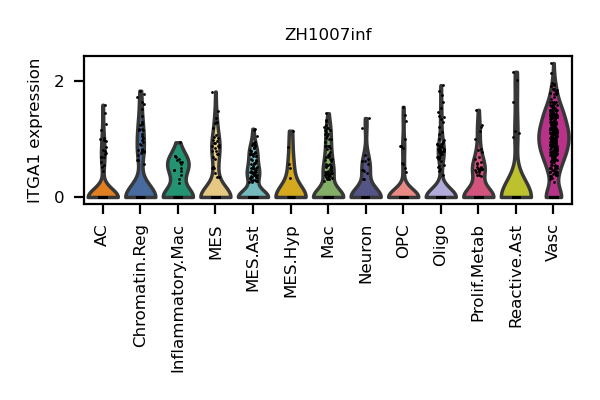 ZH1007inf
ITGA1 expression
2
0
AC
Chromatin.Reg
Inflammatory.Mac
MES
MES.Ast
MES.Hyp
Mac
Neuron
OPC
Oligo
Prolif.Metab
Reactive.Ast
Vasc